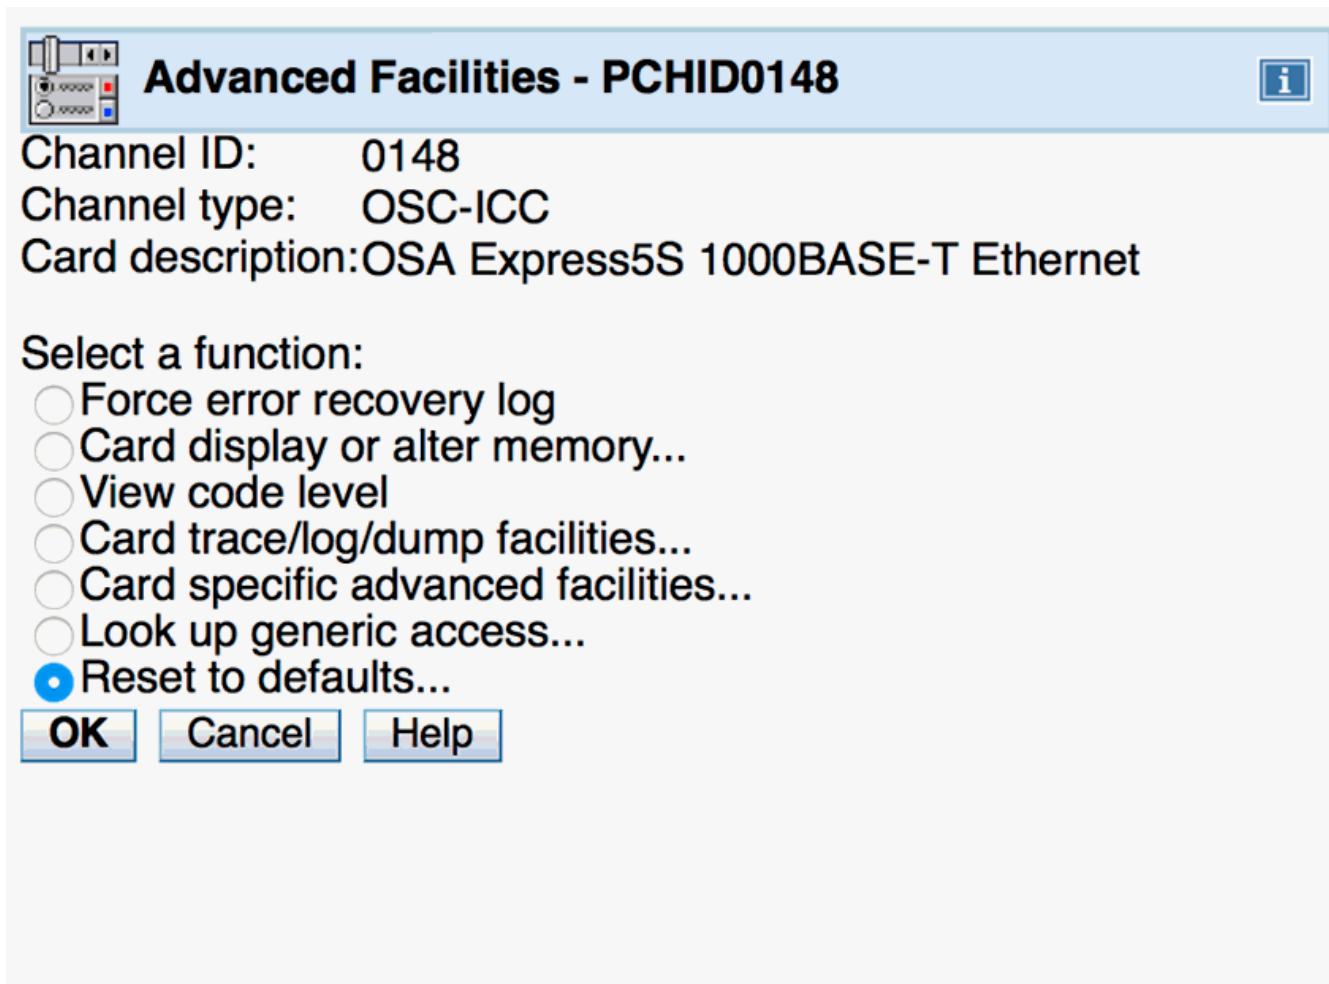 Advanced Facilities - PCHID0148
Channel ID: 0148
Channel type: OSC-ICC
Card description: OSA Express5S 1000BASE-T Ethernet
Select a function:
Force error recovery log
Card display or alter memory...
View code level
Card trace/log/dump facilities...
Card specific advanced facilities...
Look up generic access...
Reset to defaults...
OK Cancel Help